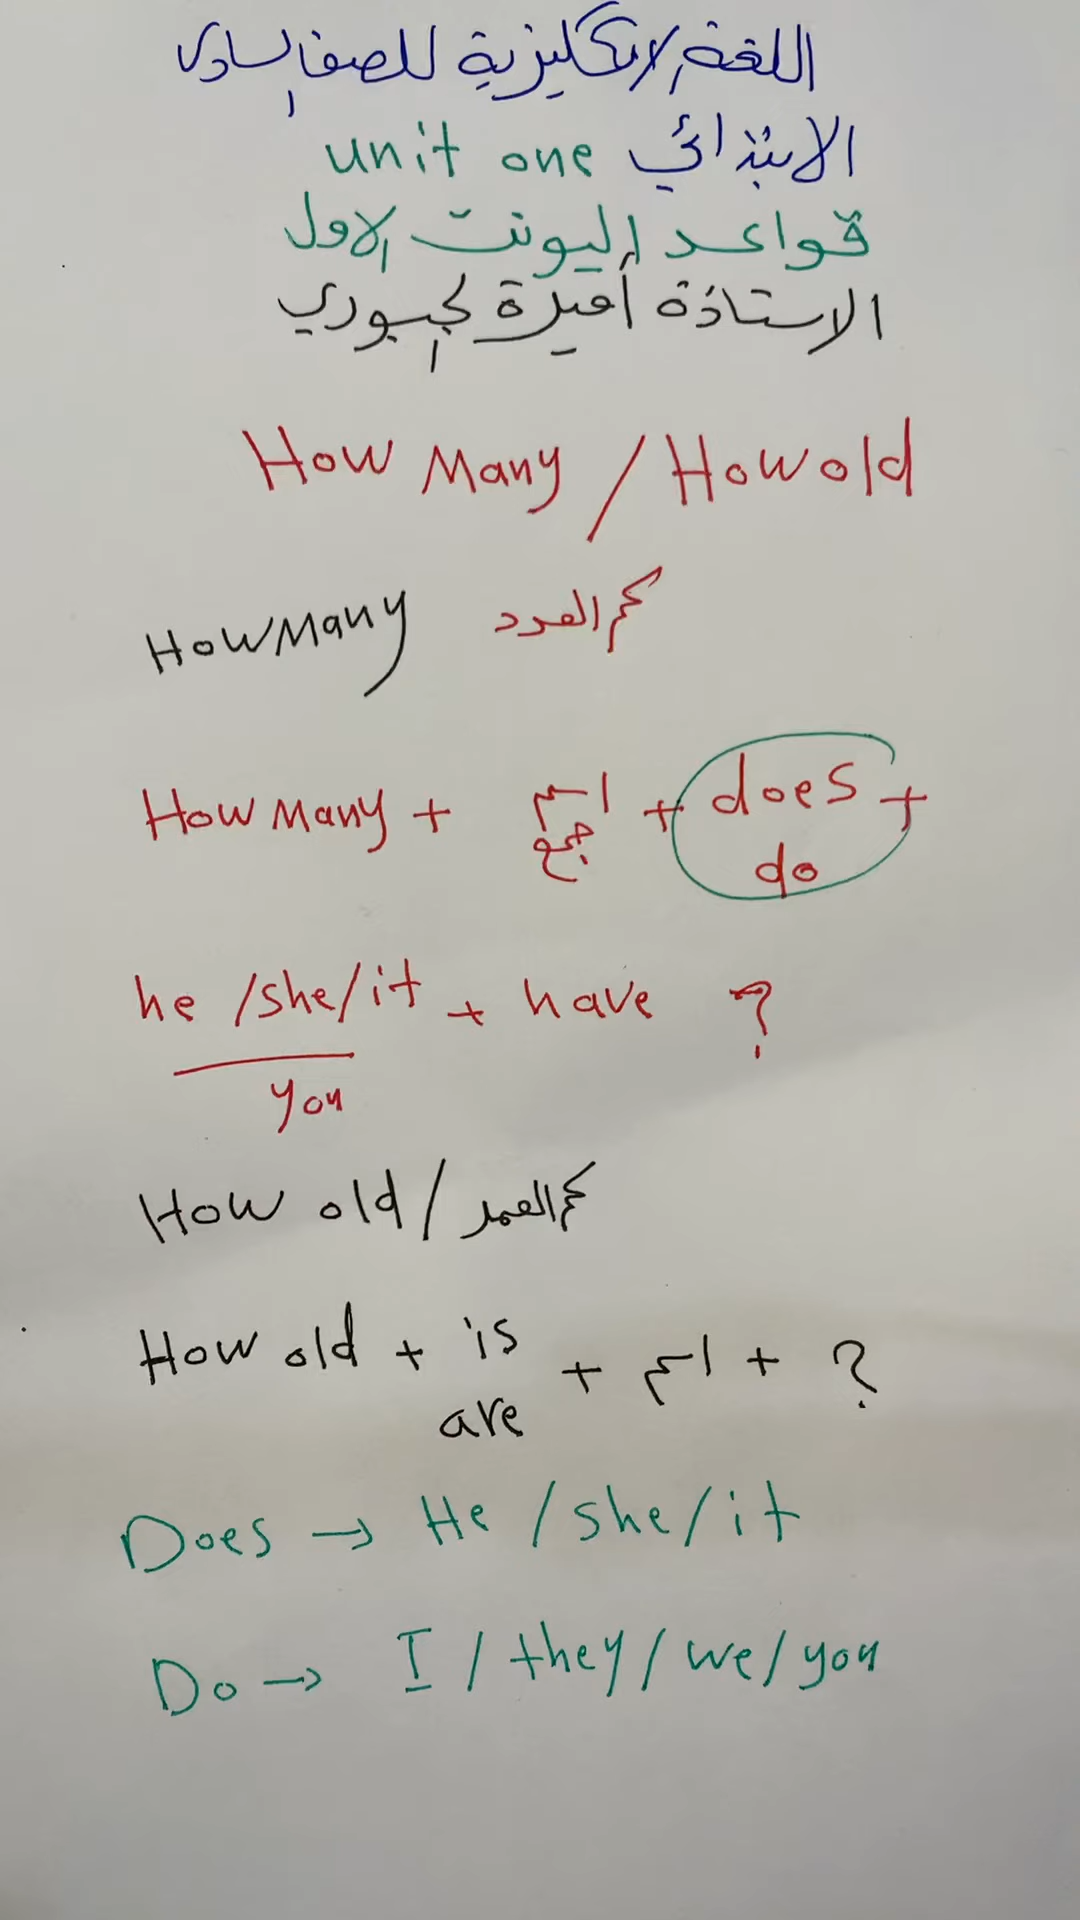 اللغة الانكليزية للصف السادس
الابتدائي unit one
قواعد اليونت الاول
الاستاذة أميرة الجبوري
How Many / How old
How Many كم العدد
How Many + اسم جمع + does do +
he /she/it + have ?
you
How old / كم العمر
How old + is are + اسم + ?
Does → He / she / it
Do → I / they / we / you